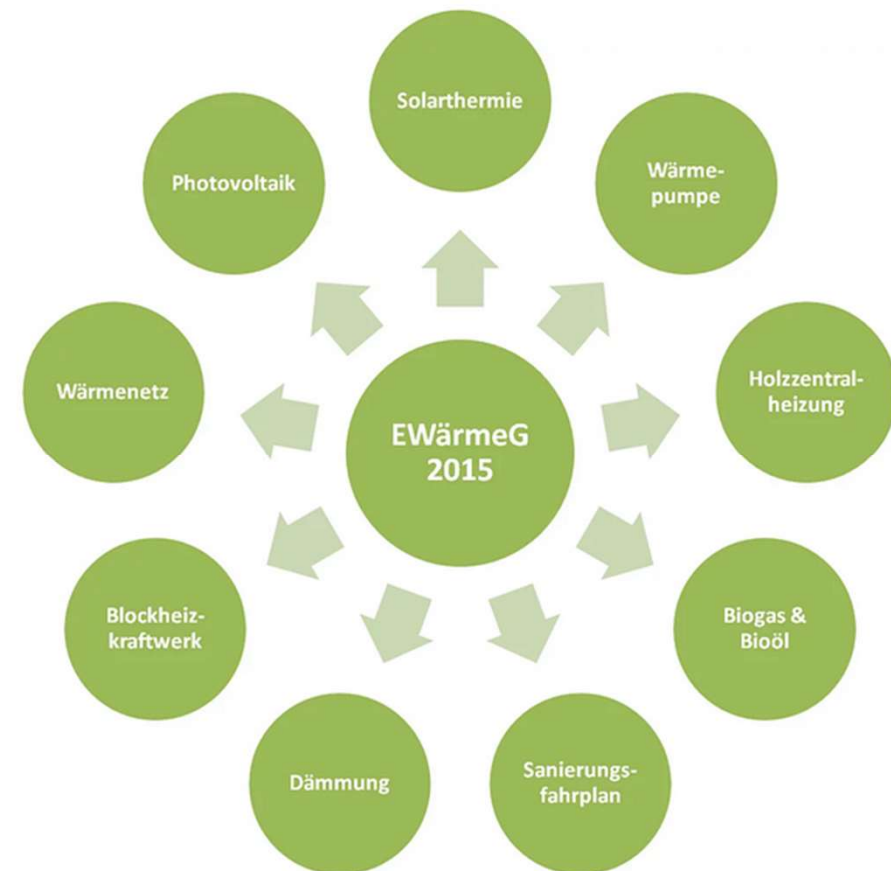 Solarthermie
Wärme-
pumpe
Holzzentral-
heizung
Biogas &
Bioöl
Sanierungs-
fahrplan
Dämmung
Blockheiz-
kraftwerk
Wärmenetz
Photovoltaik
EWärmeG
2015